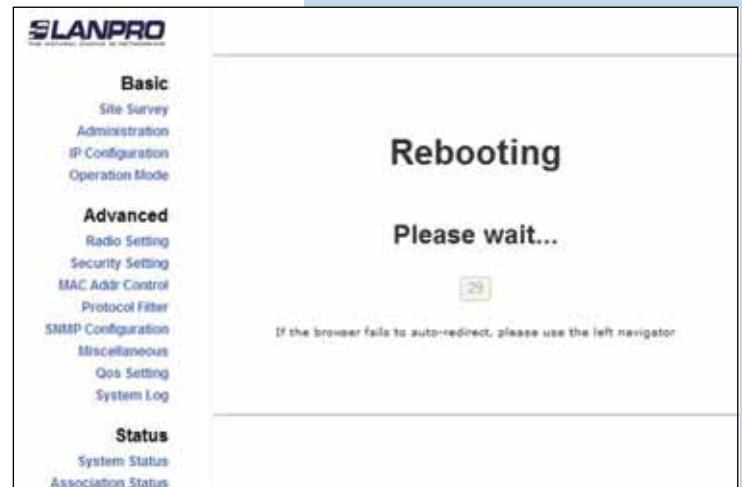 LANPRO
Basic
Site Survey
Administration
IP Configuration
Operation Mode
Advanced
Radio Setting
Security Setting
MAC Addr Control
Protocol Filter
SNMP Configuration
Miscellaneous
Qos Setting
System Log
Status
System Status
Association Status
Rebooting
Please wait...
29
If the browser fails to auto-redirect, please use the left navigator